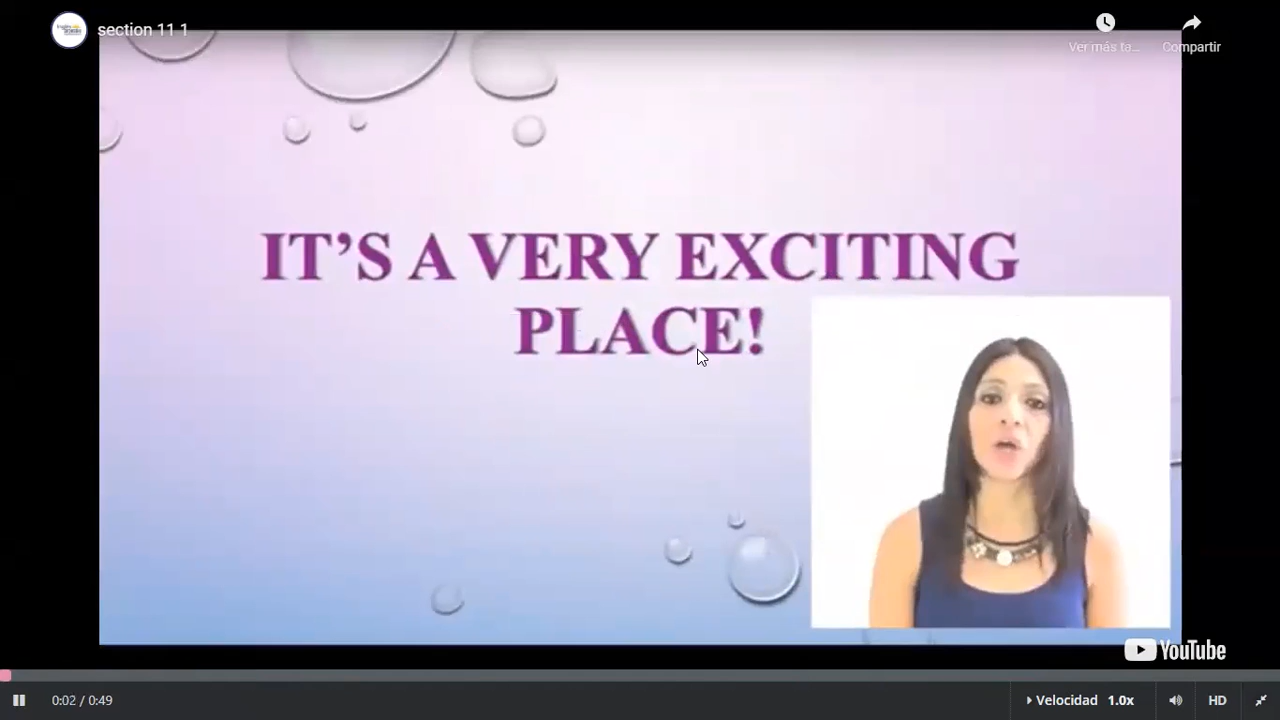 section 11 1
Ver más ta...
Compartir
IT'S A VERY EXCITING
PLACE!
YouTube
0:02 / 0:49
Velocidad 1.0x
HD